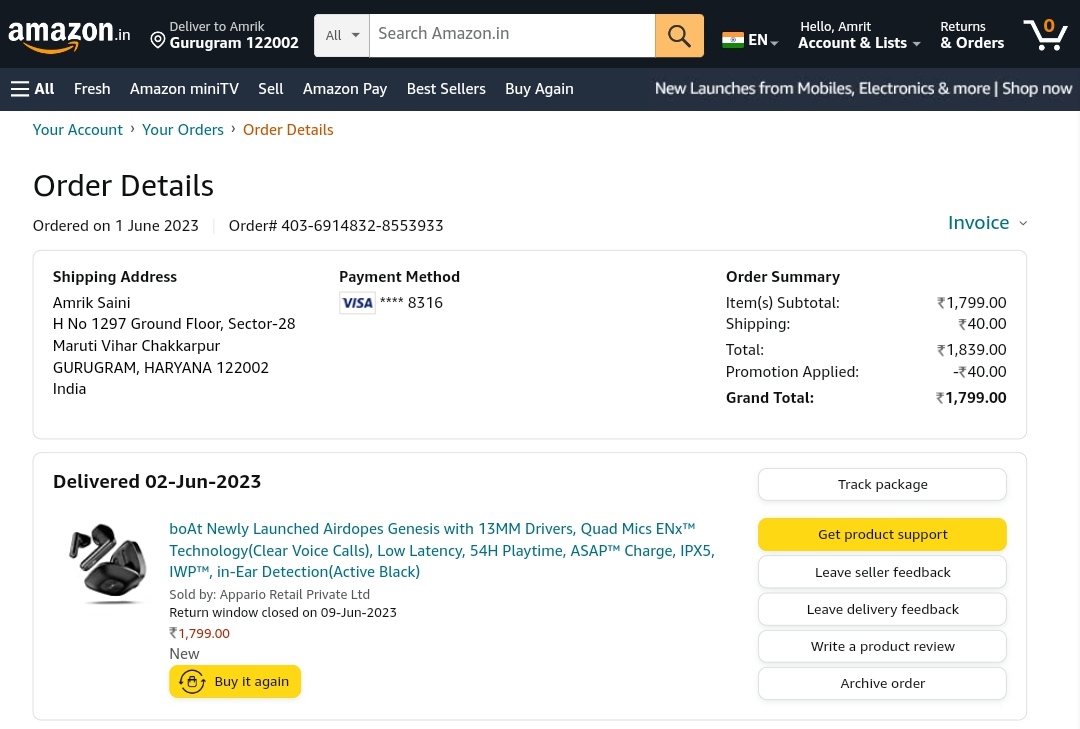 amazon.in
Deliver to Amrik
Gurugram 122002
All
Search Amazon.in
EN
Hello, Amrit
Account & Lists
Returns
& Orders
0
All
Fresh
Amazon miniTV
Sell
Amazon Pay
Best Sellers
Buy Again
New Launches from Mobiles, Electronics & more | Shop now
Your Account › Your Orders › Order Details
Order Details
Ordered on 1 June 2023
Order# 403-6914832-8553933
Invoice
Shipping Address
Amrik Saini
H No 1297 Ground Floor, Sector-28
Maruti Vihar Chakkarpur
GURUGRAM, HARYANA 122002
India
Payment Method
VISA **** 8316
Order Summary
Item(s) Subtotal: ₹1,799.00
Shipping: ₹40.00
Total: ₹1,839.00
Promotion Applied: -₹40.00
Grand Total: ₹1,799.00
Delivered 02-Jun-2023
boAt Newly Launched Airdopes Genesis with 13MM Drivers, Quad Mics ENx™
Technology(Clear Voice Calls), Low Latency, 54H Playtime, ASAP™ Charge, IPX5,
IWP™, in-Ear Detection(Active Black)
Sold by: Appario Retail Private Ltd
Return window closed on 09-Jun-2023
₹1,799.00
New
Buy it again
Track package
Get product support
Leave seller feedback
Leave delivery feedback
Write a product review
Archive order